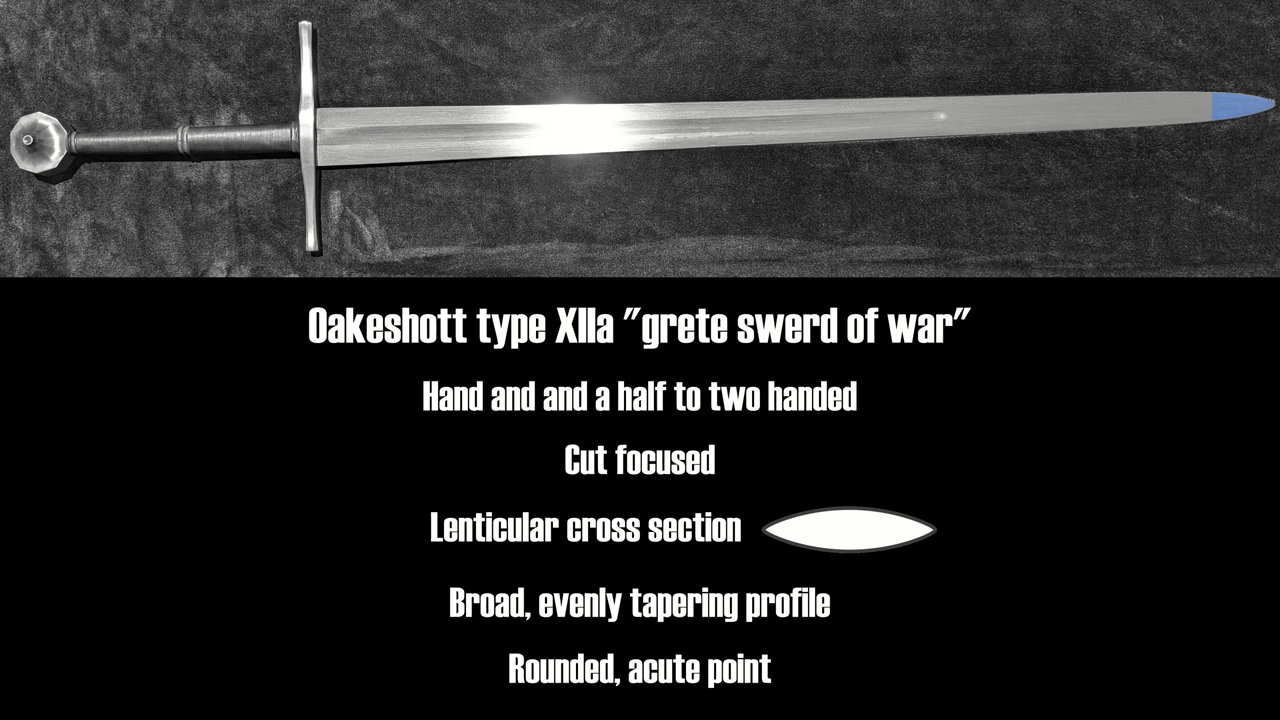 Oakeshott type XIIa "grete swerd of war"
Hand and and a half to two handed
Cut focused
Lenticular cross section
Broad, evenly tapering profile
Rounded, acute point